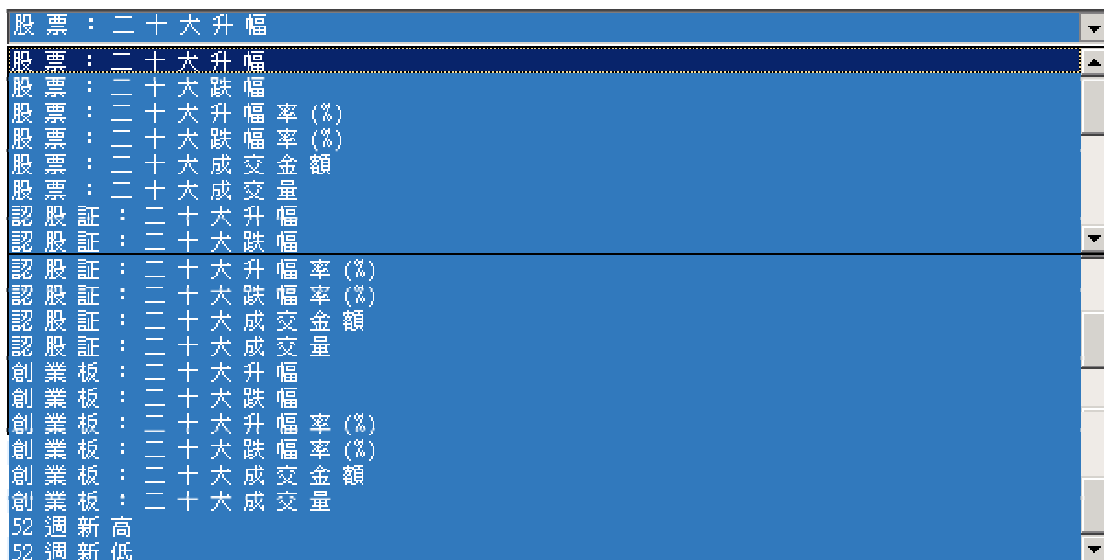 股票：二十大升幅
股票：二十大升幅
股票：二十大跌幅
股票：二十大升幅率(%)
股票：二十大跌幅率(%)
股票：二十大成交金額
股票：二十大成交量
認股証：二十大升幅
認股証：二十大跌幅
認股証：二十大升幅率(%)
認股証：二十大跌幅率(%)
認股証：二十大成交金額
認股証：二十大成交量
創業板：二十大升幅
創業板：二十大跌幅
創業板：二十大升幅率(%)
創業板：二十大跌幅率(%)
創業板：二十大成交金額
創業板：二十大成交量
52週新高
52週新低